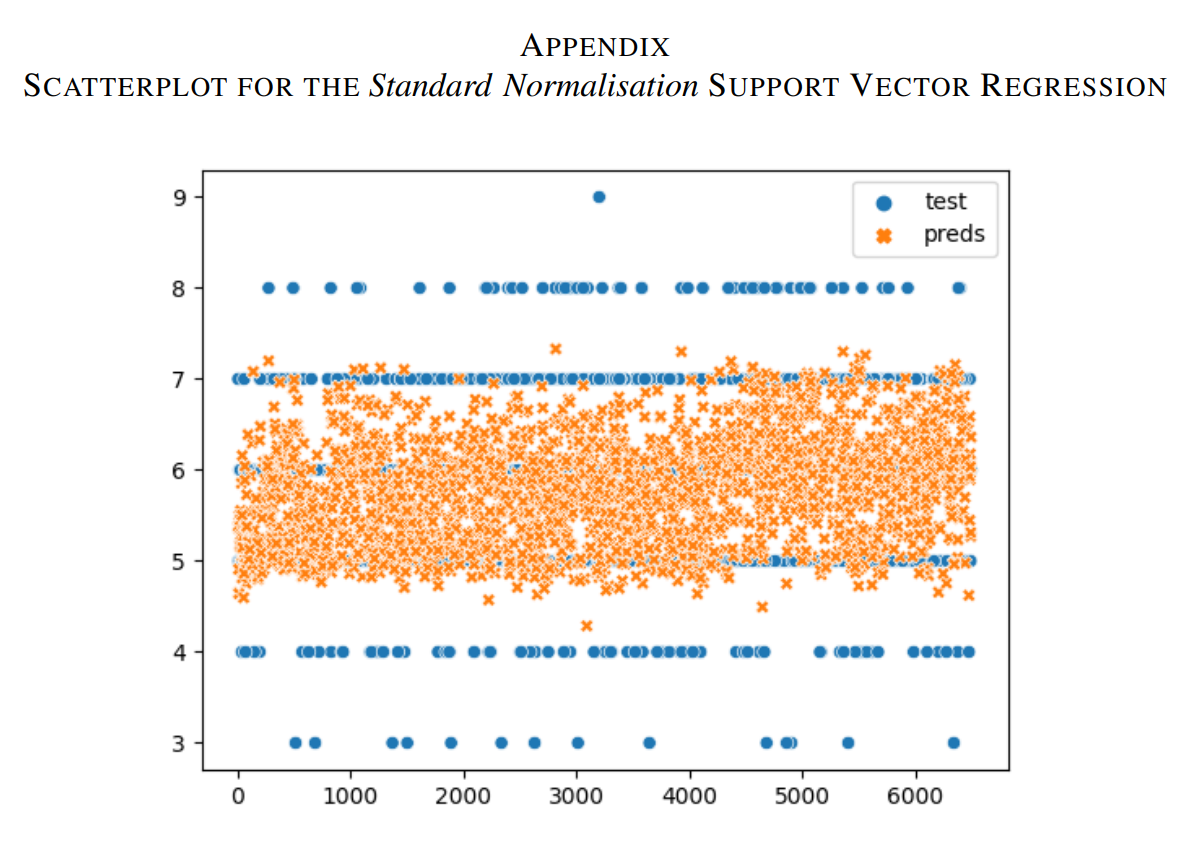 APPENDIX
SCATTERPLOT FOR THE Standard Normalisation SUPPORT VECTOR REGRESSION
9
test
preds
8
7
6
5
4
3
0 1000 2000 3000 4000 5000 6000